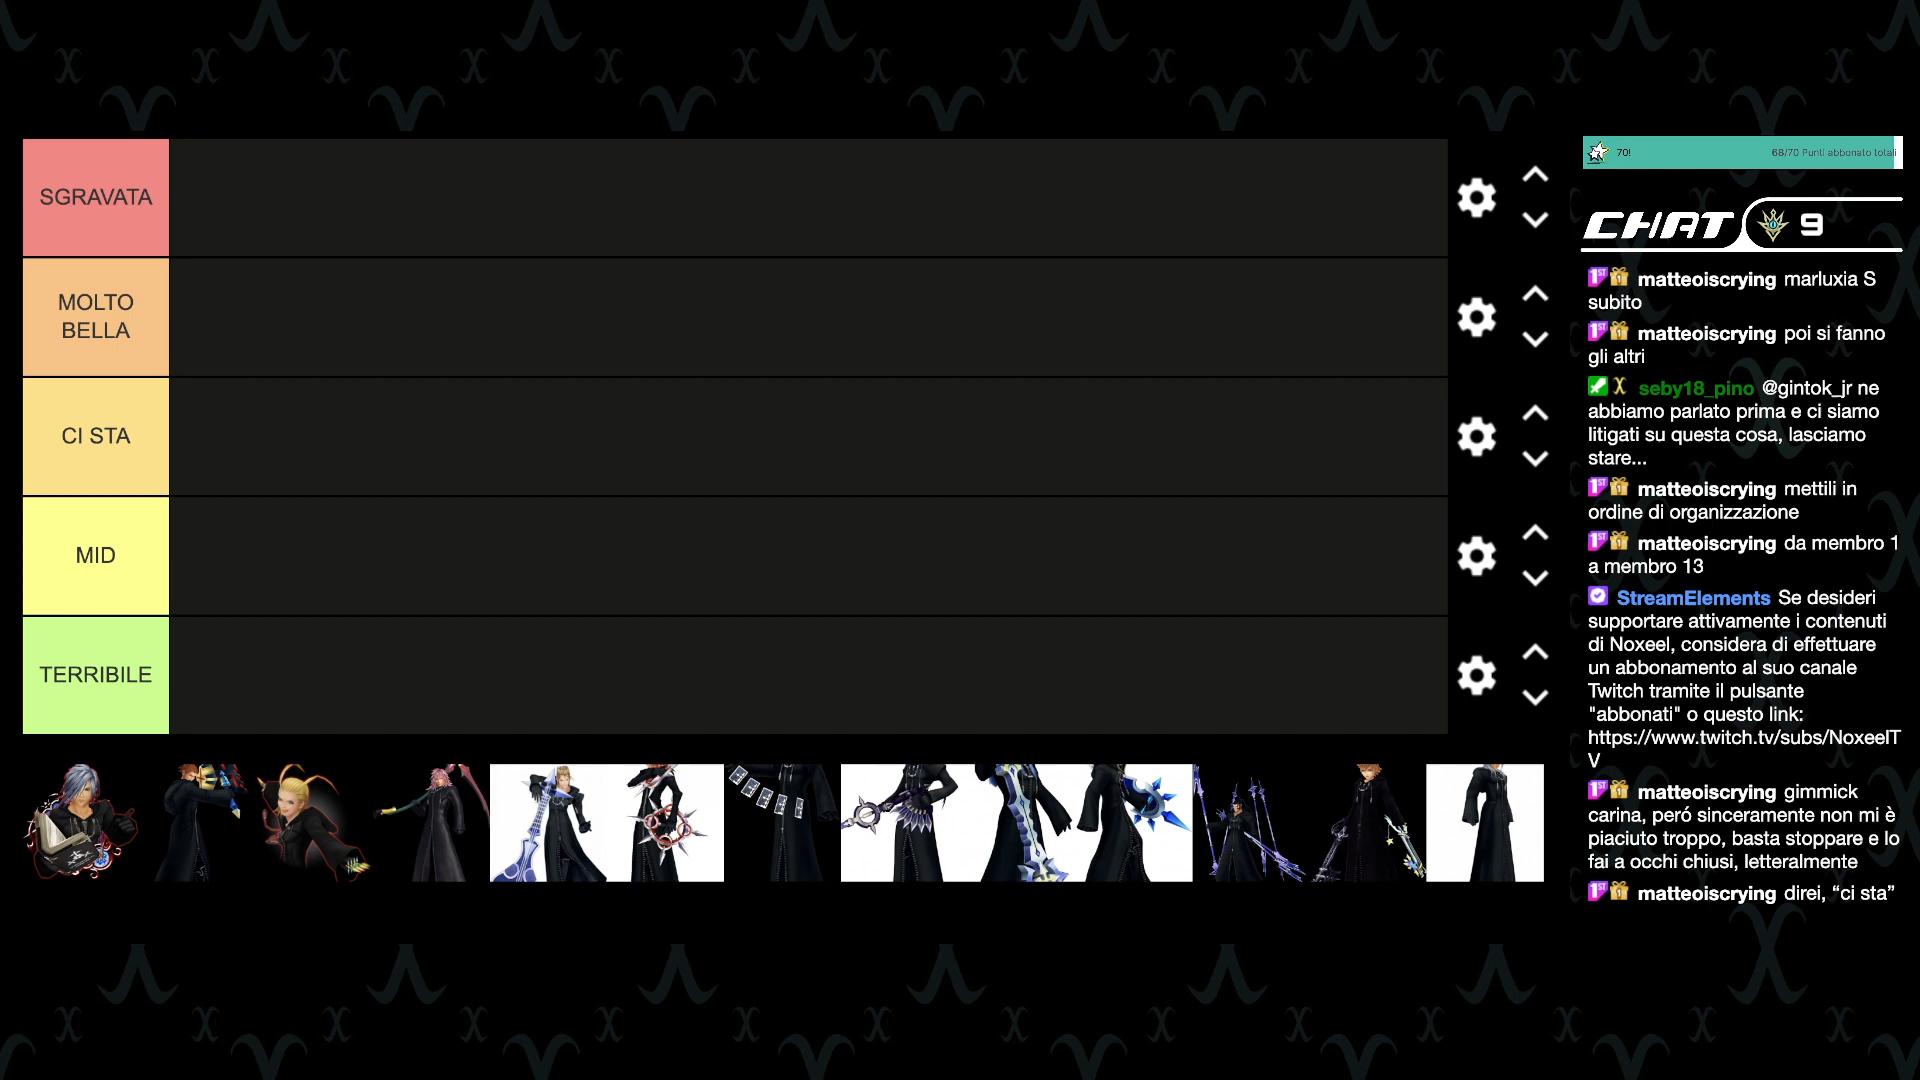 SGRAVATA
MOLTO
BELLA
CI STA
MID
TERRIBILE
70!
68/70 Punti abbonato totali
CHAT 9
matteoiscrying marluxia S
subito
matteoiscrying poi si fanno
gli altri
seby18_pino @gintok_jr ne
abbiamo parlato prima e ci siamo
litigati su questa cosa, lasciamo
stare...
matteoiscrying mettili in
ordine di organizzazione
matteoiscrying da membro 1
a membro 13
StreamElements Se desideri
supportare attivamente i contenuti
di Noxeel, considera di effettuare
un abbonamento al suo canale
Twitch tramite il pulsante
"abbonati" o questo link:
https://www.twitch.tv/subs/NoxeelT
V
matteoiscrying gimmick
carina, peró sinceramente non mi è
piaciuto troppo, basta stoppare e lo
fai a occhi chiusi, letteralmente
matteoiscrying direi, “ci sta”